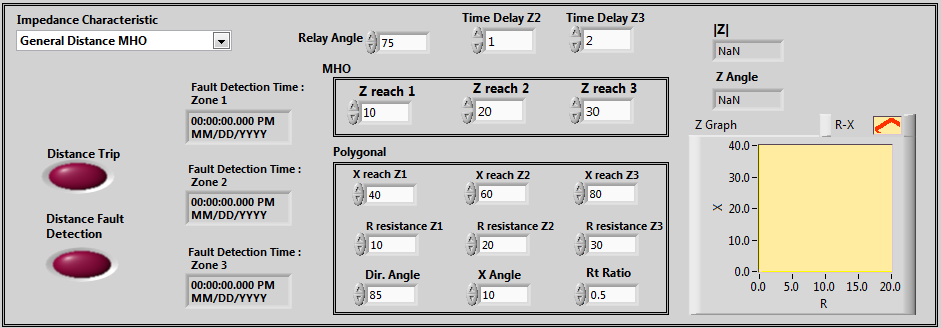 Impedance Characteristic
General Distance MHO
Relay Angle
75
Time Delay Z2
1
Time Delay Z3
2
|Z|
NaN
Z Angle
NaN
MHO
Z reach 1
10
Z reach 2
20
Z reach 3
30
Fault Detection Time :
Zone 1
00:00:00.000 PM
MM/DD/YYYY
Distance Trip
Fault Detection Time :
Zone 2
00:00:00.000 PM
MM/DD/YYYY
Distance Fault
Detection
Fault Detection Time :
Zone 3
00:00:00.000 PM
MM/DD/YYYY
Polygonal
X reach Z1
40
X reach Z2
60
X reach Z3
80
R resistance Z1
10
R resistance Z2
20
R resistance Z3
30
Dir. Angle
85
X Angle
10
Rt Ratio
0.5
Z Graph
R-X
40.0
30.0
20.0
10.0
0.0
X
0.0 5.0 10.0 15.0 20.0
R